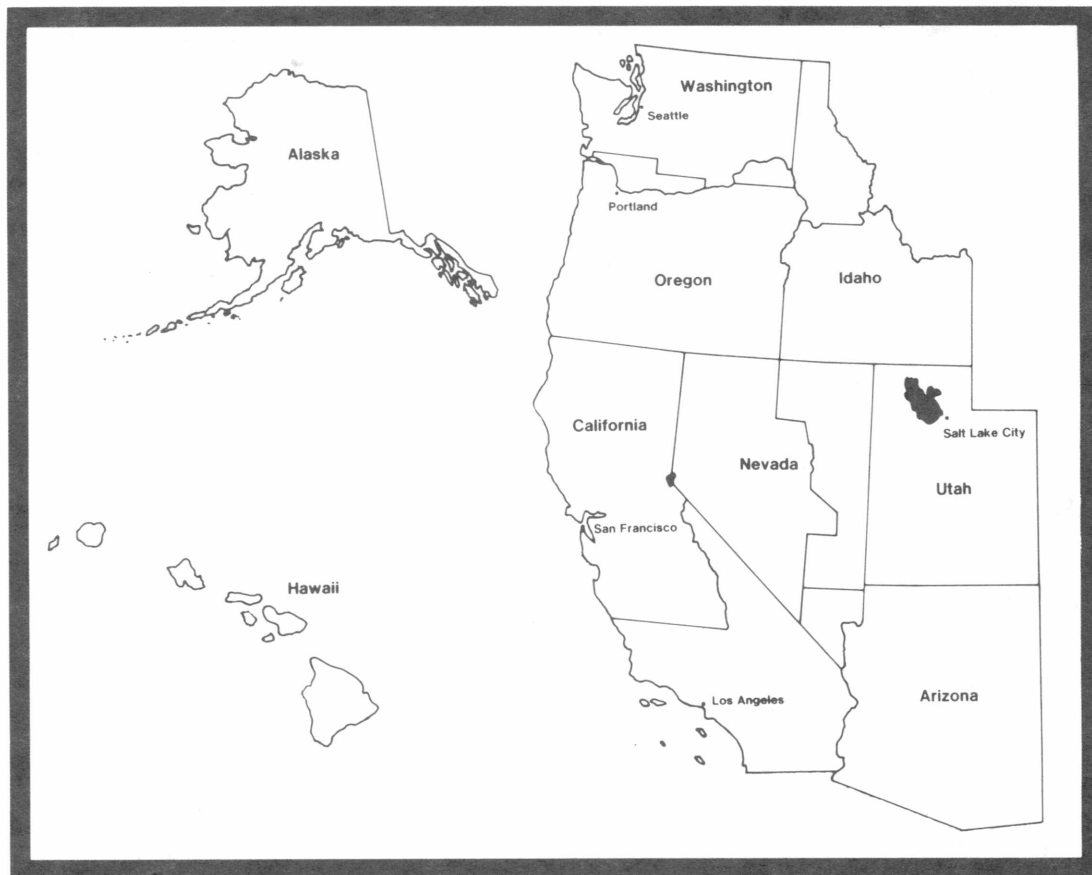 Washington
Seattle
Alaska
Portland
Oregon
Idaho
California
Salt Lake City
Nevada
Utah
San Francisco
Hawaii
Arizona
Los Angeles